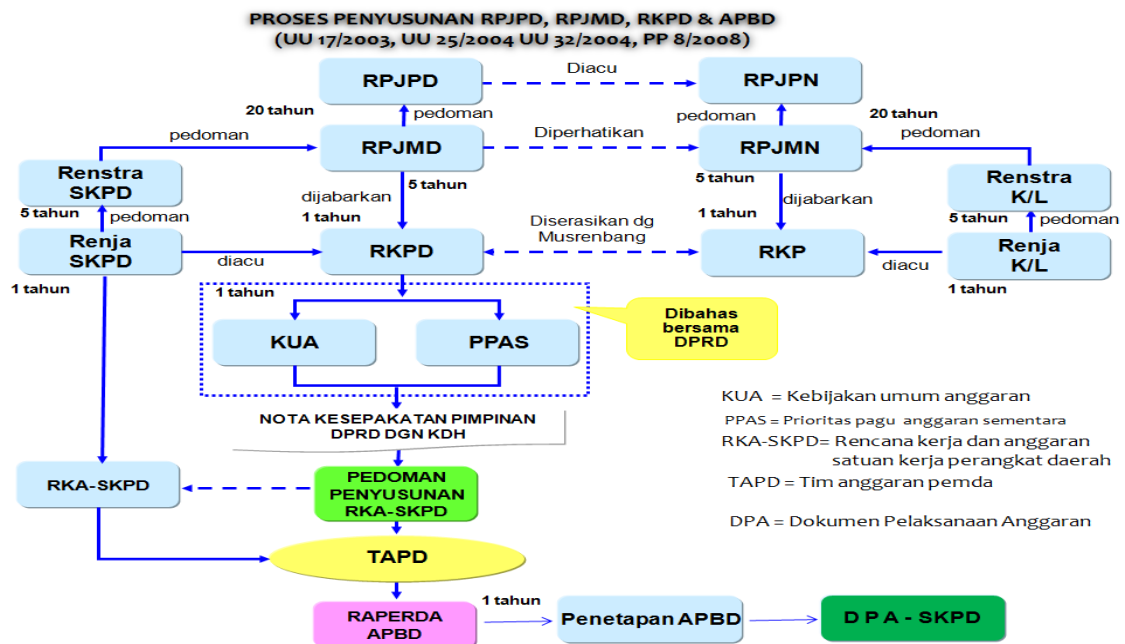 PROSES PENYUSUNAN RPJPD, RPJMD, RKPD & APBD
(UU 17/2003, UU 25/2004 UU 32/2004, PP 8/2008)
RPJPD
Diacu
RPJPN
20 tahun
pedoman
pedoman
20 tahun
pedoman
RPJMD
Diperhatikan
RPJMN
pedoman
Renstra
SKPD
5 tahun
dijabarkan
1 tahun
5 tahun
dijabarkan
1 tahun
Renstra
K/L
5 tahun
pedoman
5 tahun
pedoman
Renja
SKPD
diacu
RKPD
Diserasikan dg
Musrenbang
RKP
diacu
Renja
K/L
1 tahun
1 tahun
1 tahun
KUA
PPAS
Dibahas
bersama
DPRD
NOTA KESEPAKATAN PIMPINAN
DPRD DGN KDH
KUA = Kebijakan umum anggaran
PPAS = Prioritas pagu anggaran sementara
RKA-SKPD= Rencana kerja dan anggaran
satuan kerja perangkat daerah
TAPD = Tim anggaran pemda
DPA = Dokumen Pelaksanaan Anggaran
RKA-SKPD
PEDOMAN
PENYUSUNAN
RKA-SKPD
TAPD
RAPERDA
APBD
1 tahun
Penetapan APBD
D P A - SKPD